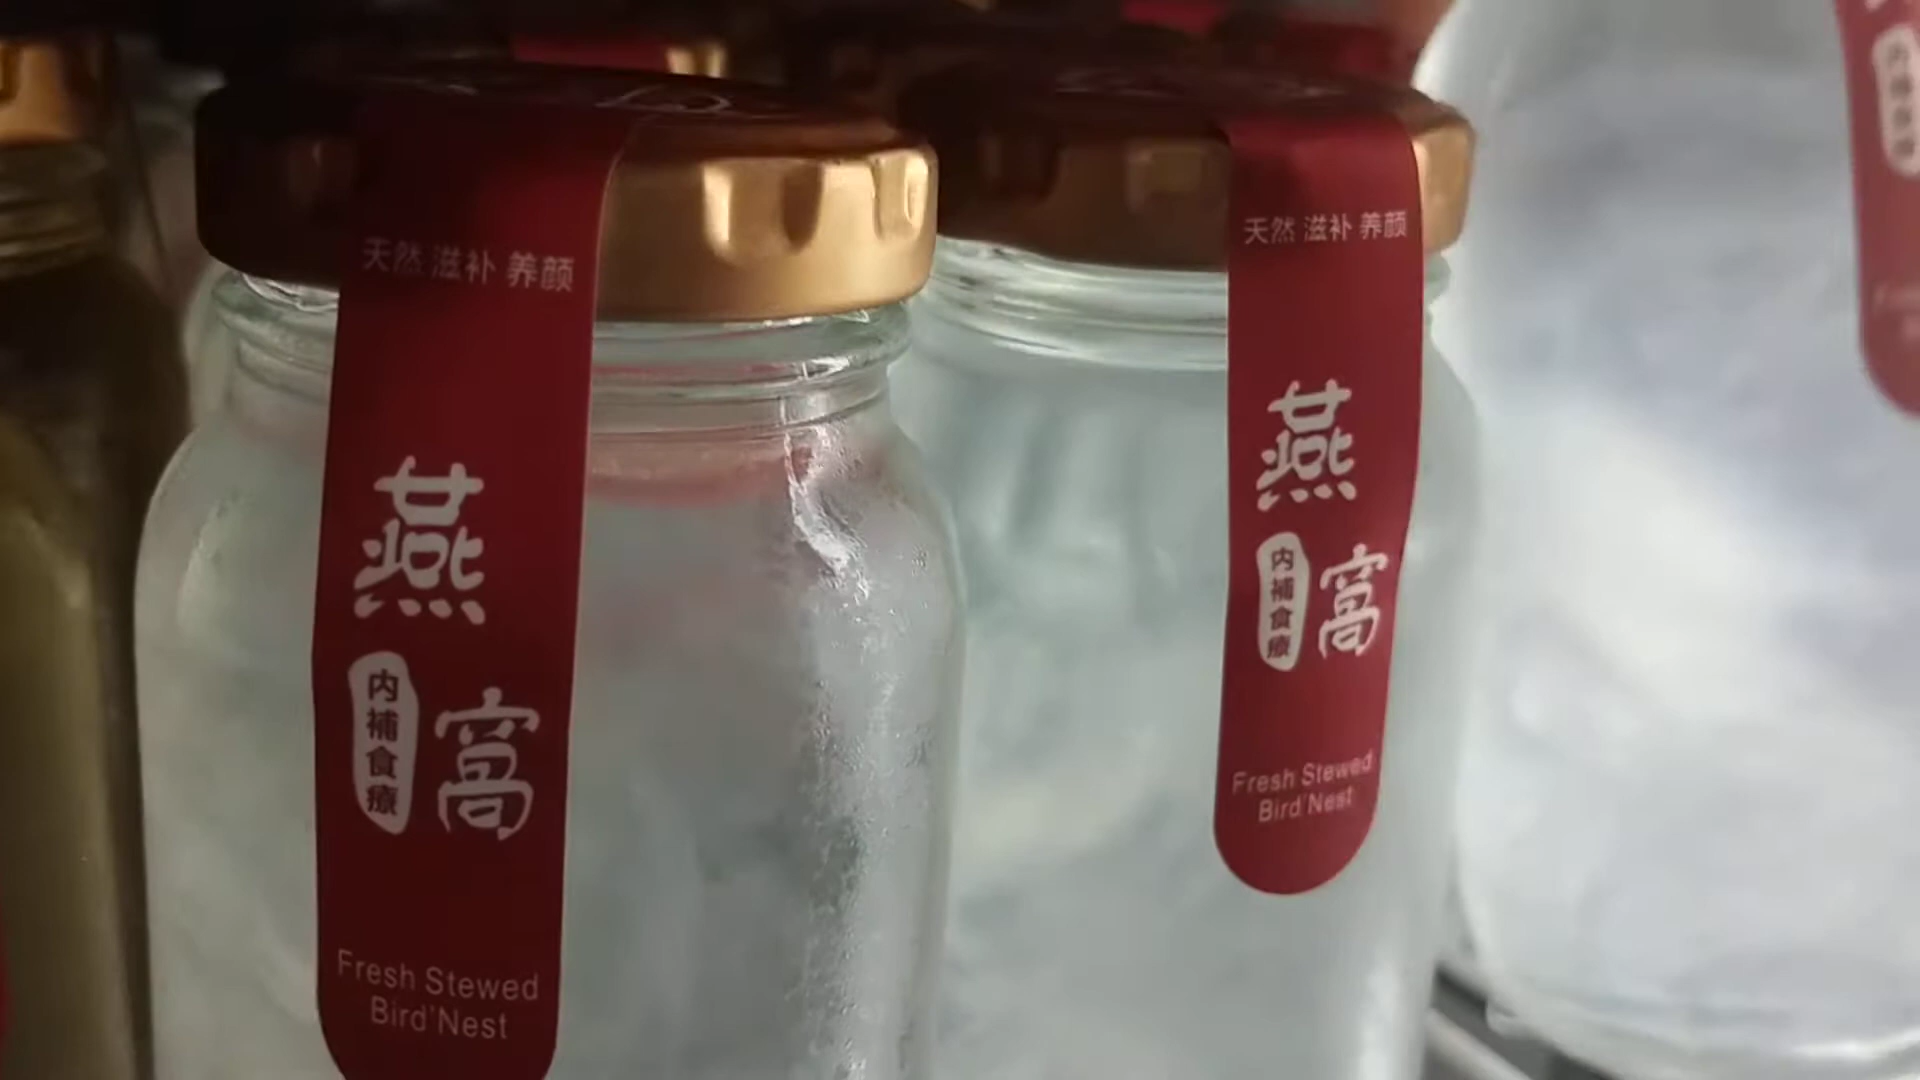 天然 滋补 养颜
燕
窩
内補食療
Fresh Stewed
Bird'Nest
天然 滋补 养颜
燕
窩
内補食療
Fresh Stewed
Bird'Nest